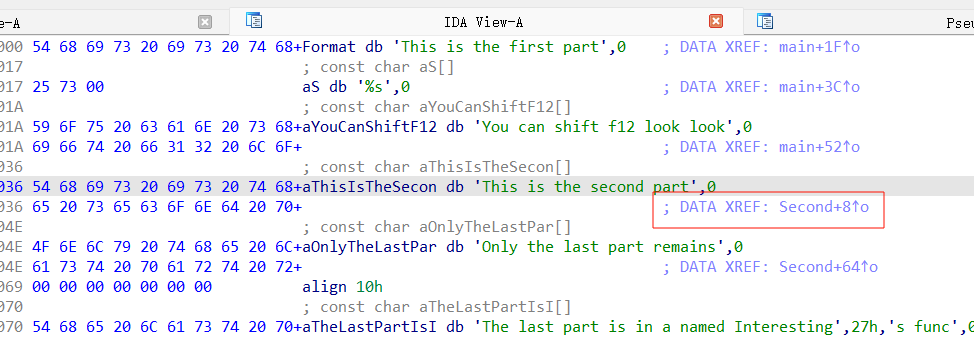 e-A IDA View-A Pseu
000 54 68 69 73 20 69 73 20 74 68+Format db 'This is the first part',0 ; DATA XREF: main+1F↑o
017 ; const char aS[]
017 25 73 00 aS db '%s',0 ; DATA XREF: main+3C↑o
01A ; const char aYouCanShiftF12[]
01A 59 6F 75 20 63 61 6E 20 73 68+aYouCanShiftF12 db 'You can shift f12 look look',0
01A 69 66 74 20 66 31 32 20 6C 6F+ ; DATA XREF: main+52↑o
036 ; const char aThisIsTheSecon[]
036 54 68 69 73 20 69 73 20 74 68+aThisIsTheSecon db 'This is the second part',0
036 65 20 73 65 63 6F 6E 64 20 70+ ; DATA XREF: Second+8↑o
04E ; const char aOnlyTheLastPar[]
04E 4F 6E 6C 79 20 74 68 65 20 6C+aOnlyTheLastPar db 'Only the last part remains',0
04E 61 73 74 20 70 61 72 74 20 72+ ; DATA XREF: Second+64↑o
069 00 00 00 00 00 00 00 align 10h
070 ; const char aTheLastPartIsI[]
070 54 68 65 20 6C 61 73 74 20 70+aTheLastPartIsI db 'The last part is in a named Interesting',27h,'s func',0